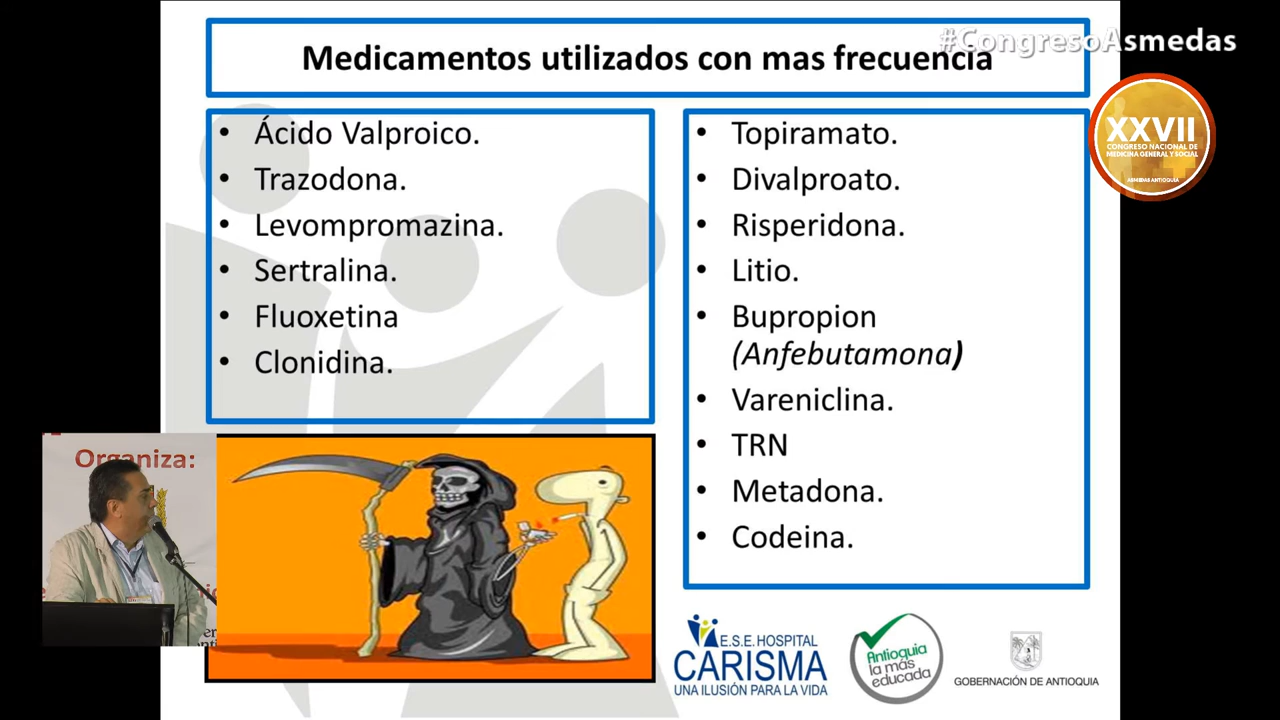 #CongresoAsmedas
Medicamentos utilizados con mas frecuencia
XXVII
CONGRESO NACIONAL DE
MEDICINA GENERAL Y SOCIAL
ASMEDAS ANTIOQUIA
• Ácido Valproico.
• Trazodona.
• Levompromazina.
• Sertralina.
• Fluoxetina
• Clonidina.
• Topiramato.
• Divalproato.
• Risperidona.
• Litio.
• Bupropion
(Anfebutamona)
• Vareniclina.
• TRN
• Metadona.
• Codeina.
Organiza:
E.S.E. HOSPITAL
CARISMA
UNA ILUSIÓN PARA LA VIDA
Antioquia
la más
educada
GOBERNACIÓN DE ANTIOQUIA